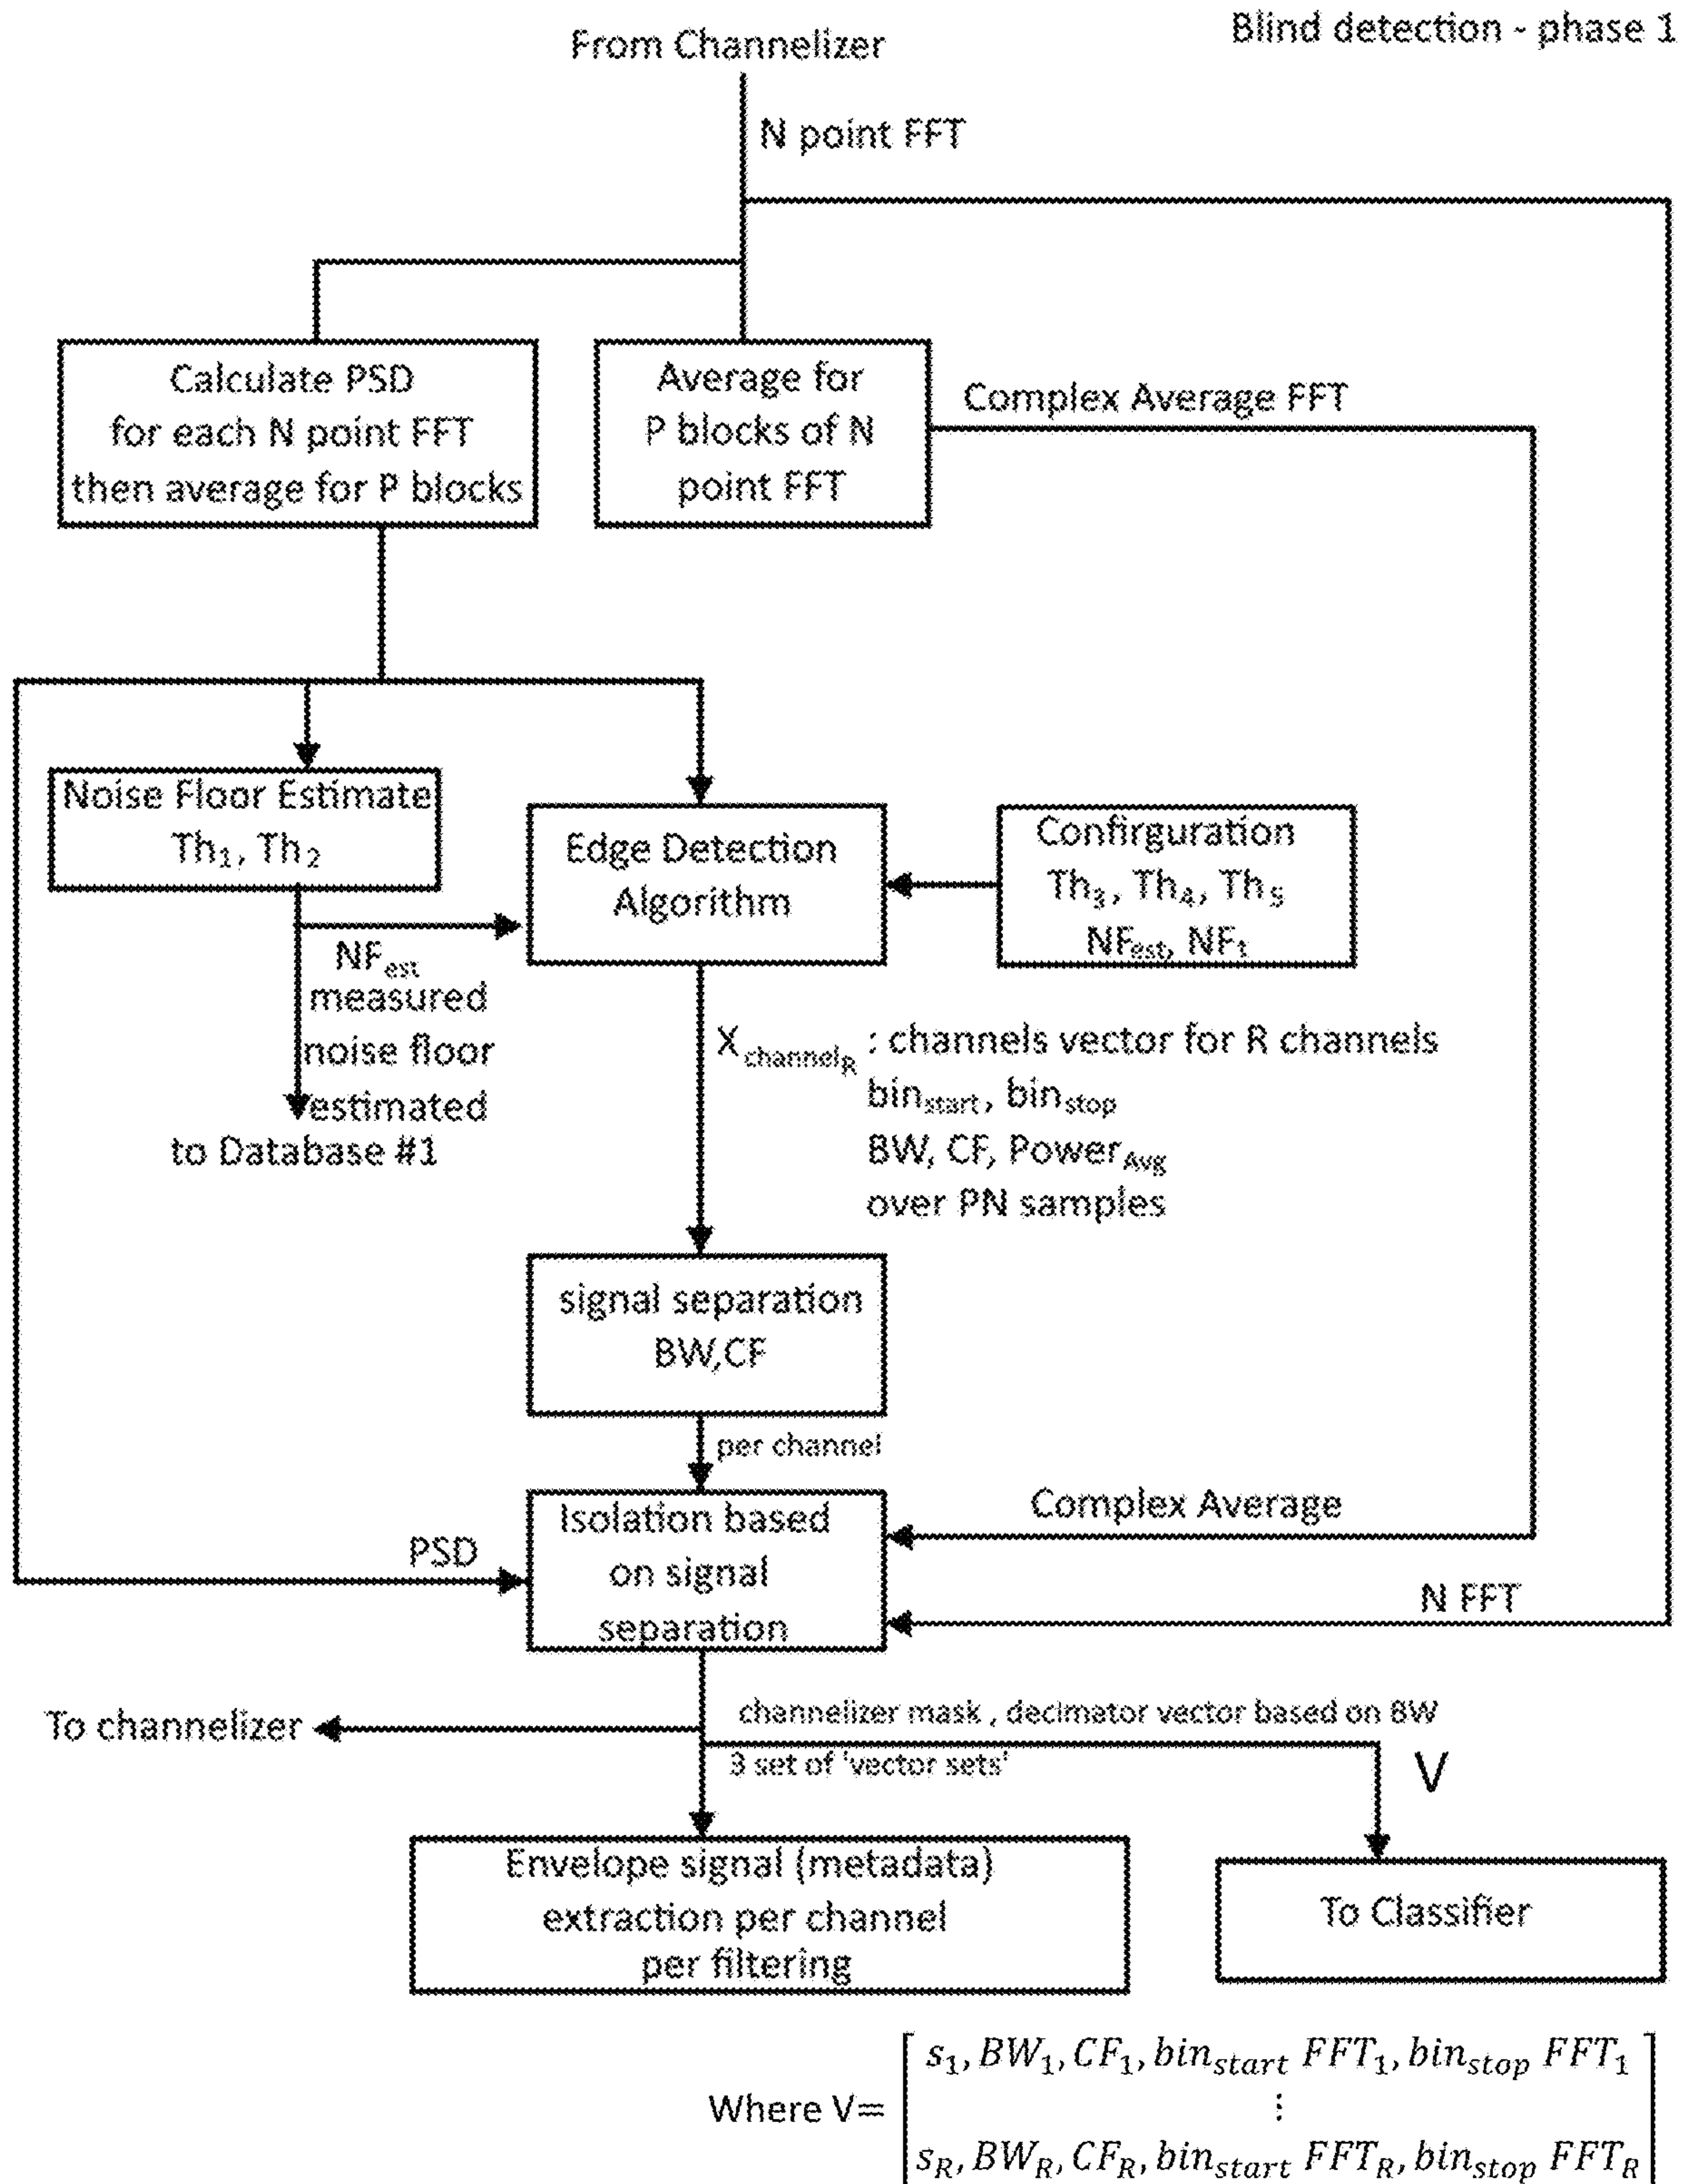 Blind detection - phase 1
From Channelizer
N point FFT
Calculate PSD
for each N point FFT
then average for P blocks
Average for
P blocks of N
point FFT
Complex Average FFT
Noise Floor Estimate
Th₁, Th₂
Edge Detection
Algorithm
Confirguration
Th₃, Th₄, Th₅
NFₑₛₜ, NFₜ
NFₑₛₜ
measured
noise floor
estimated
to Database #1
X_channel_R : channels vector for R channels
bin_start, bin_stop
BW, CF, Power_Avg
over PN samples
signal separation
BW,CF
per channel
Isolation based
on signal
separation
Complex Average
PSD
N FFT
To channelizer
channelizer mask , decimator vector based on BW
3 set of 'vector sets'
V
Envelope signal (metadata)
extraction per channel
per filtering
To Classifier
Where V=
s₁, BW₁, CF₁, bin_start FFT₁, bin_stop FFT₁
⋮
s_R, BW_R, CF_R, bin_start FFT_R, bin_stop FFT_R